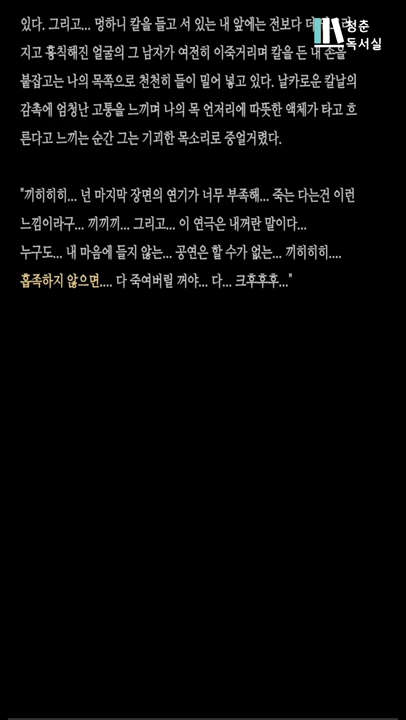 있다. 그리고... 멍하니 칼을 들고 서 있는 내 앞에는 전보다 더
청춘
지고 흉칙해진 얼굴의 그 남자가 여전히 이죽거리며 칼을 든 내 손을
독서실
붙잡고는 나의 목쪽으로 천천히 들이 밀어 넣고 있다. 날카로운 칼날의
감촉에 엄청난 고통을 느끼며 나의 목 언저리에 따뜻한 액체가 타고 흐
른다고 느끼는 순간 그는 기괴한 목소리로 중얼거렸다.
"끼히히히... 넌 마지막 장면의 연기가 너무 부족해... 죽는 다는건 이런
느낌이라구... 끼끼끼... 그리고... 이 연극은 내꺼란 말이다...
누구도... 내 마음에 들지 않는... 공연은 할 수가 없는... 끼히히히....
흡족하지 않으면.... 다 죽여버릴 꺼야... 다... 크후후후..."